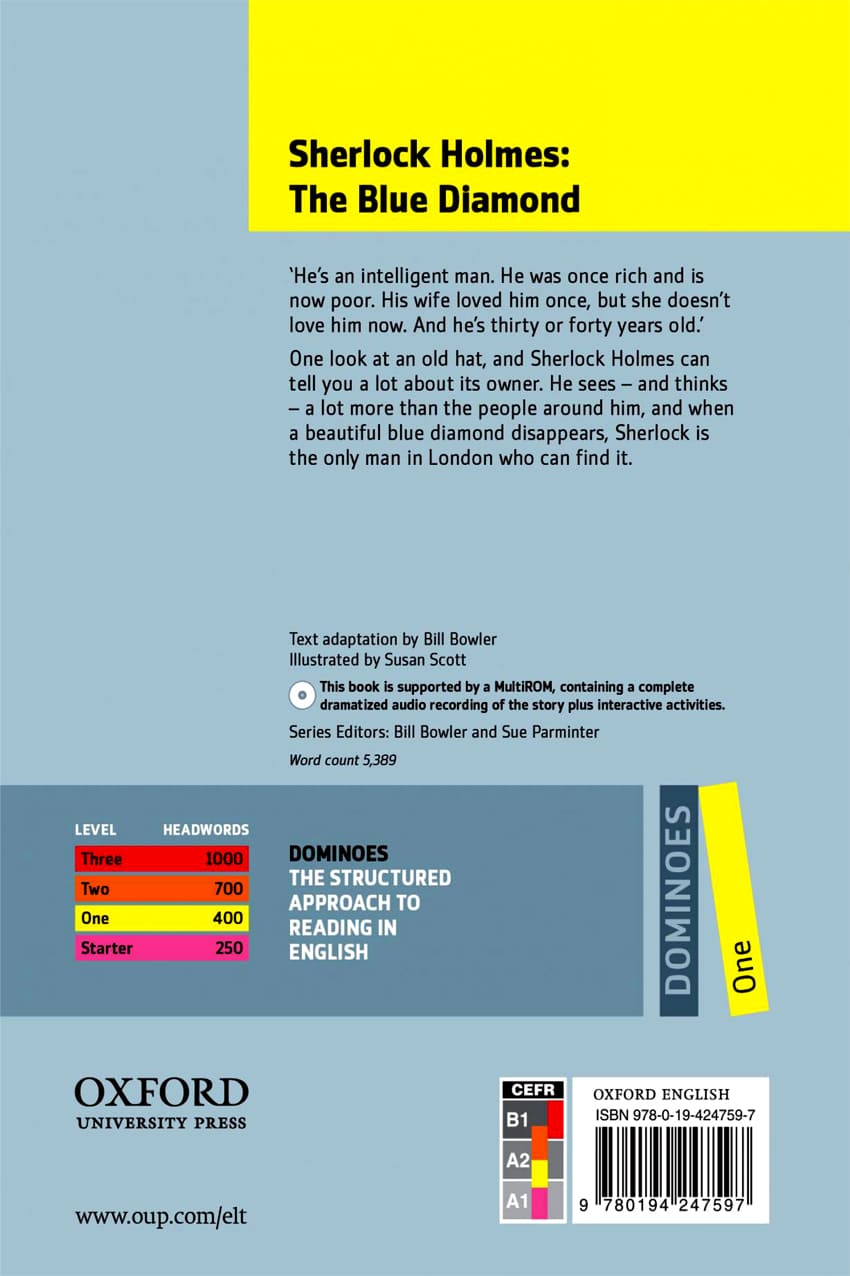 Sherlock Holmes:
The Blue Diamond
‘He’s an intelligent man. He was once rich and is
now poor. His wife loved him once, but she doesn’t
love him now. And he’s thirty or forty years old.’
One look at an old hat, and Sherlock Holmes can
tell you a lot about its owner. He sees – and thinks
– a lot more than the people around him, and when
a beautiful blue diamond disappears, Sherlock is
the only man in London who can find it.
Text adaptation by Bill Bowler
Illustrated by Susan Scott
This book is supported by a MultiROM, containing a complete
dramatized audio recording of the story plus interactive activities.
Series Editors: Bill Bowler and Sue Parminter
Word count 5,389
LEVEL HEADWORDS
Three 1000
Two 700
One 400
Starter 250
DOMINOES
THE STRUCTURED
APPROACH TO
READING IN
ENGLISH
DOMINOES
One
OXFORD
UNIVERSITY PRESS
www.oup.com/elt
CEFR
B1
A2
A1
OXFORD ENGLISH
ISBN 978-0-19-424759-7
9 780194 247597